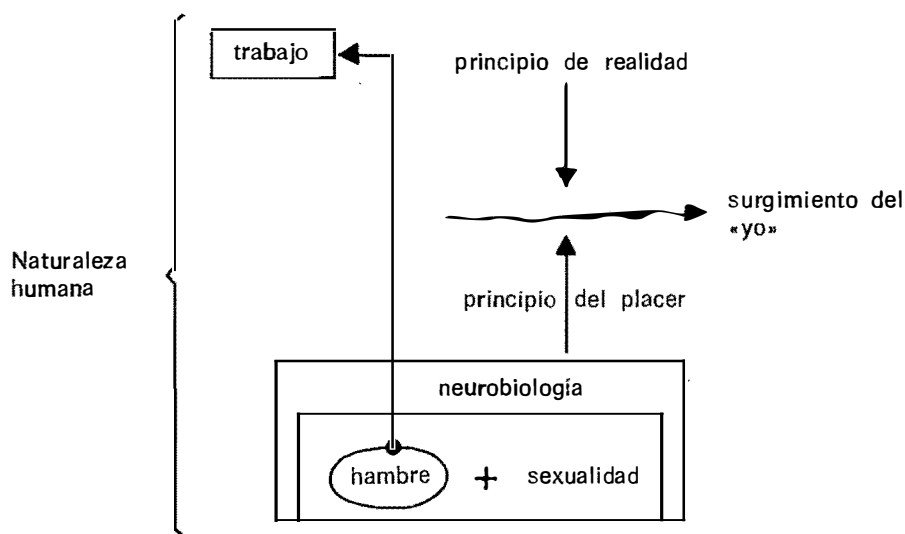 trabajo
principio de realidad
surgimiento del
«yo»
Naturaleza
humana
principio del placer
neurobiología
hambre + sexualidad